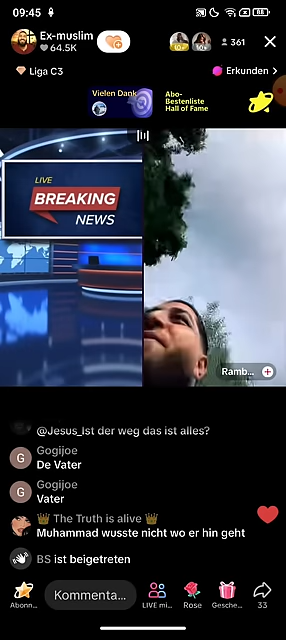 09:45
Ex-muslim
64.5K
361
Liga C3
Erkunden
Vielen Dank
Abo-
Bestenliste
Hall of Fame
LIVE
BREAKING
NEWS
Ramb...
@Jesus_Ist der weg das ist alles?
G
Gogijoe
De Vater
G
Gogijoe
Vater
The Truth is alive
Muhammad wusste nicht wo er hin geht
BS ist beigetreten
Abonn...
Kommenta...
LIVE mi...
Rose
Gesche...
33